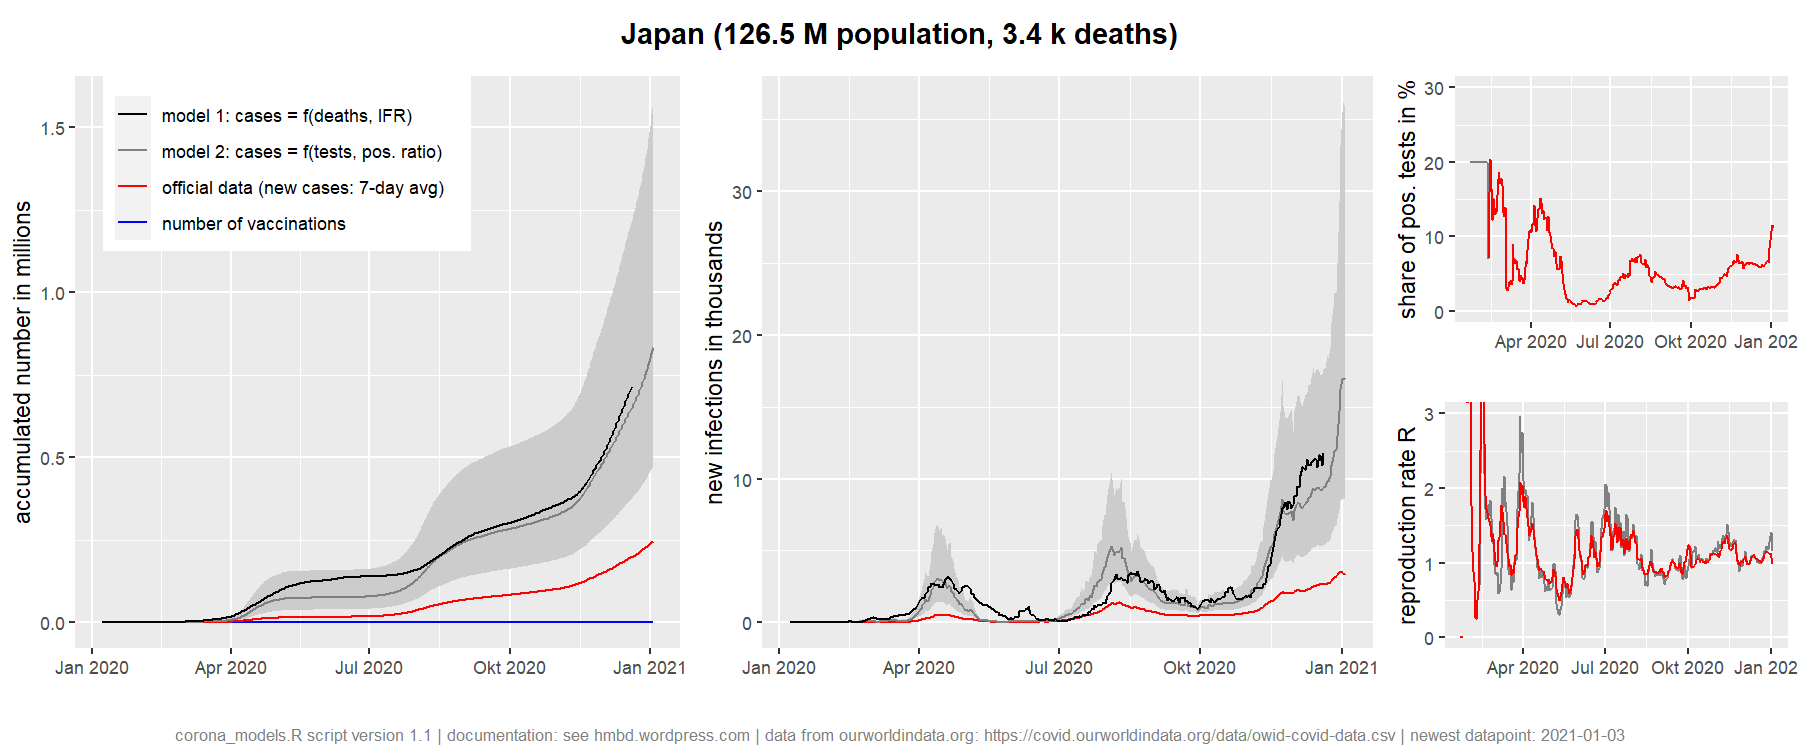 Japan (126.5 M population, 3.4 k deaths)
accumulated number in millions
1.5
1.0
0.5
0.0
model 1: cases = f(deaths, IFR)
model 2: cases = f(tests, pos. ratio)
official data (new cases: 7-day avg)
number of vaccinations
Jan 2020 Apr 2020 Jul 2020 Okt 2020 Jan 2021
new infections in thousands
30
20
10
0
Jan 2020 Apr 2020 Jul 2020 Okt 2020 Jan 2021
share of pos. tests in %
30
20
10
0
Apr 2020 Jul 2020 Okt 2020 Jan 202
reproduction rate R
3
2
1
0
Apr 2020 Jul 2020 Okt 2020 Jan 202
corona_models.R script version 1.1 | documentation: see hmbd.wordpress.com | data from ourworldindata.org: https://covid.ourworldindata.org/data/owid-covid-data.csv | newest datapoint: 2021-01-03